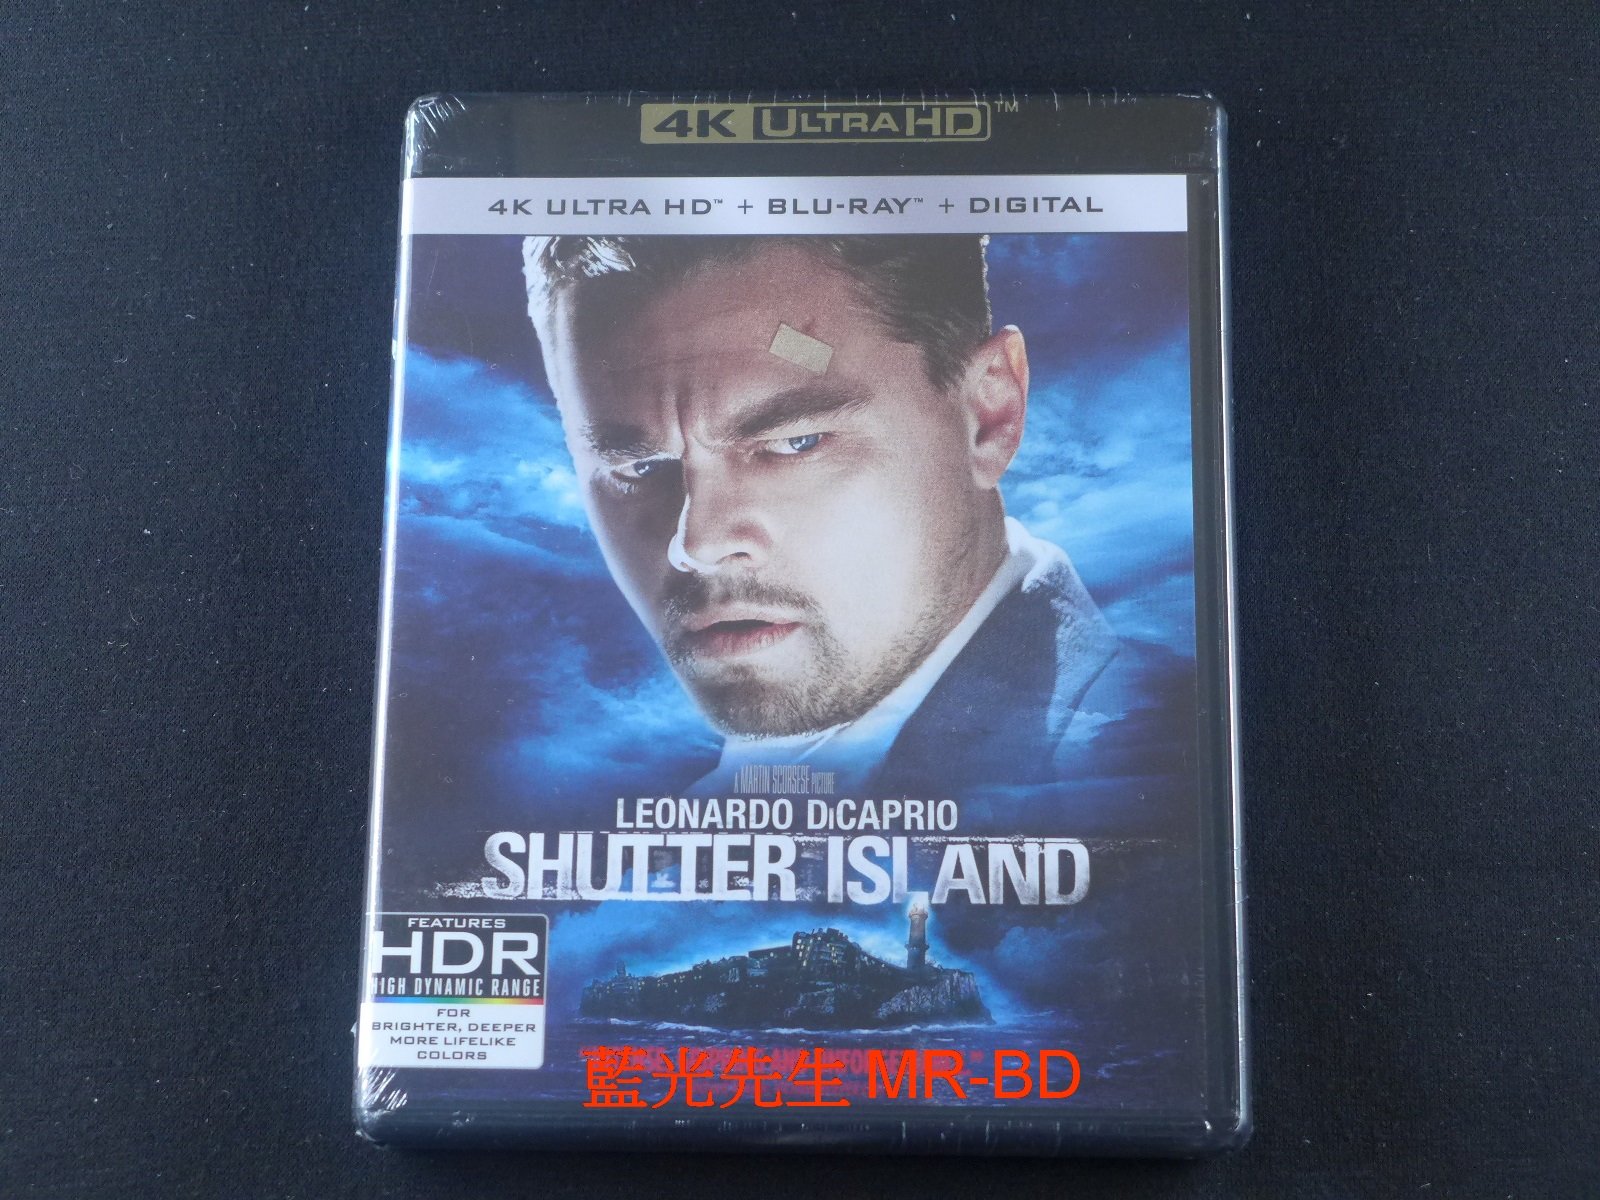 4K ULTRA HD™
4K ULTRA HD™ + BLU-RAY™ + DIGITAL
A MARTIN SCORSESE PICTURE
LEONARDO DiCAPRIO
SHUTTER ISLAND
FEATURES
HDR
HIGH DYNAMIC RANGE
FOR
BRIGHTER, DEEPER
MORE LIFELIKE
COLORS
藍光先生 MR-BD